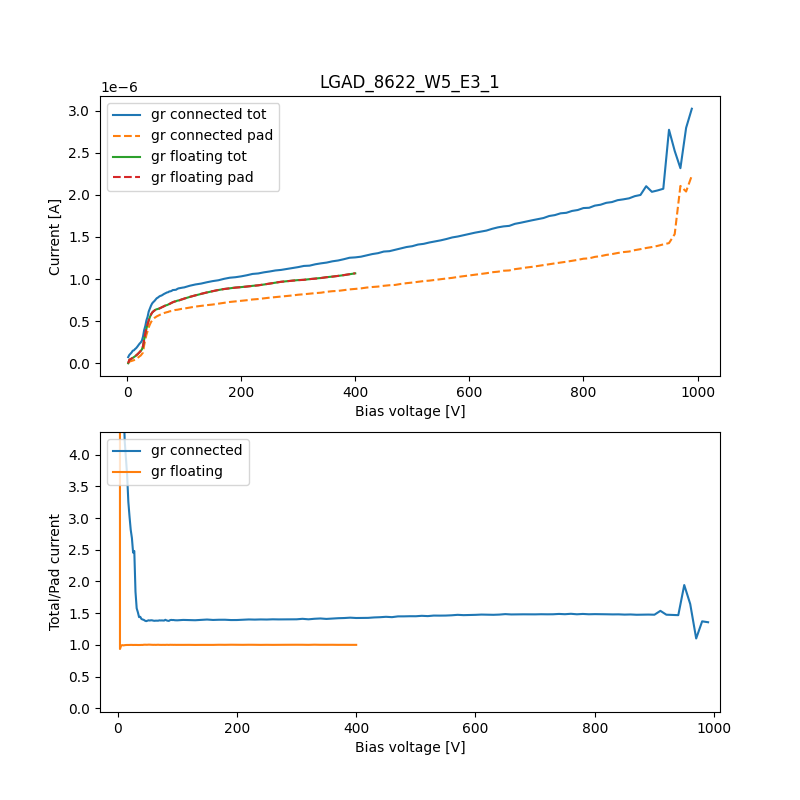 LGAD_8622_W5_E3_1
1e−6
gr connected tot
gr connected pad
gr floating tot
gr floating pad
3.0
2.5
2.0
1.5
1.0
0.5
0.0
Current [A]
0 200 400 600 800 1000
Bias voltage [V]
gr connected
gr floating
4.0
3.5
3.0
2.5
2.0
1.5
1.0
0.5
0.0
Total/Pad current
0 200 400 600 800 1000
Bias voltage [V]